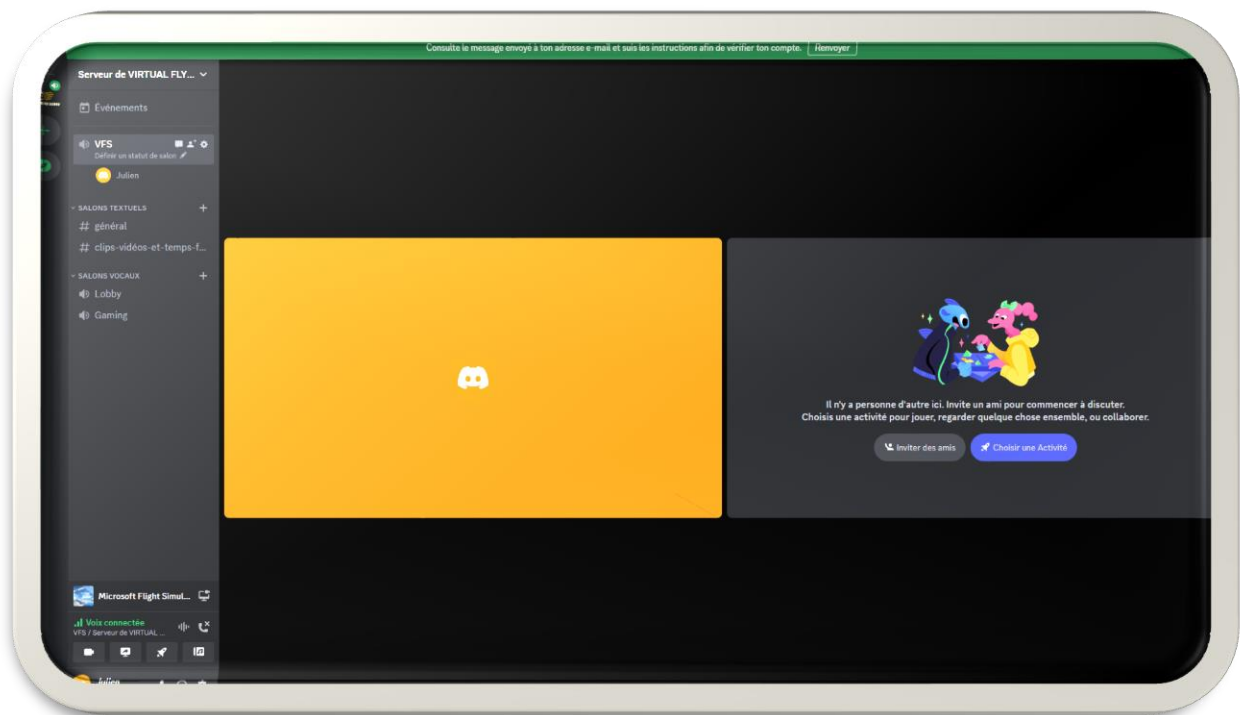 Consulte le message envoyé à ton adresse e-mail et suis les instructions afin de vérifier ton compte. Renvoyer
Serveur de VIRTUAL FLY...
Événements
VFS
Définir un statut de salon
Julien
SALONS TEXTUELS
# général
# clips-vidéos-et-temps-f...
SALONS VOCAUX
Lobby
Gaming
Il n'y a personne d'autre ici. Invite un ami pour commencer à discuter.
Choisis une activité pour jouer, regarder quelque chose ensemble, ou collaborer.
Inviter des amis
Choisir une Activité
Microsoft Flight Simul...
Voix connectée
VFS / Serveur de VIRTUAL ...
Julien